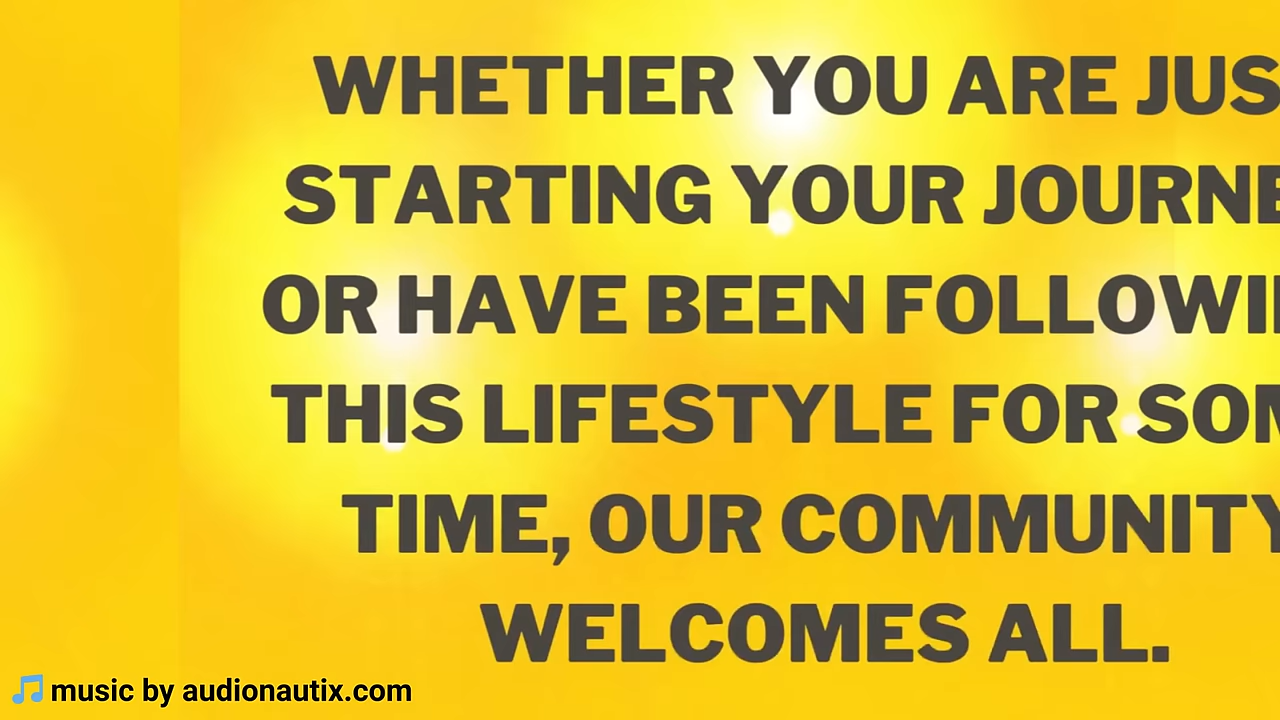 WHETHER YOU ARE JUS
STARTING YOUR JOURNE
OR HAVE BEEN FOLLOWI
THIS LIFESTYLE FOR SOM
TIME, OUR COMMUNITY
WELCOMES ALL.
🎵 music by audionautix.com